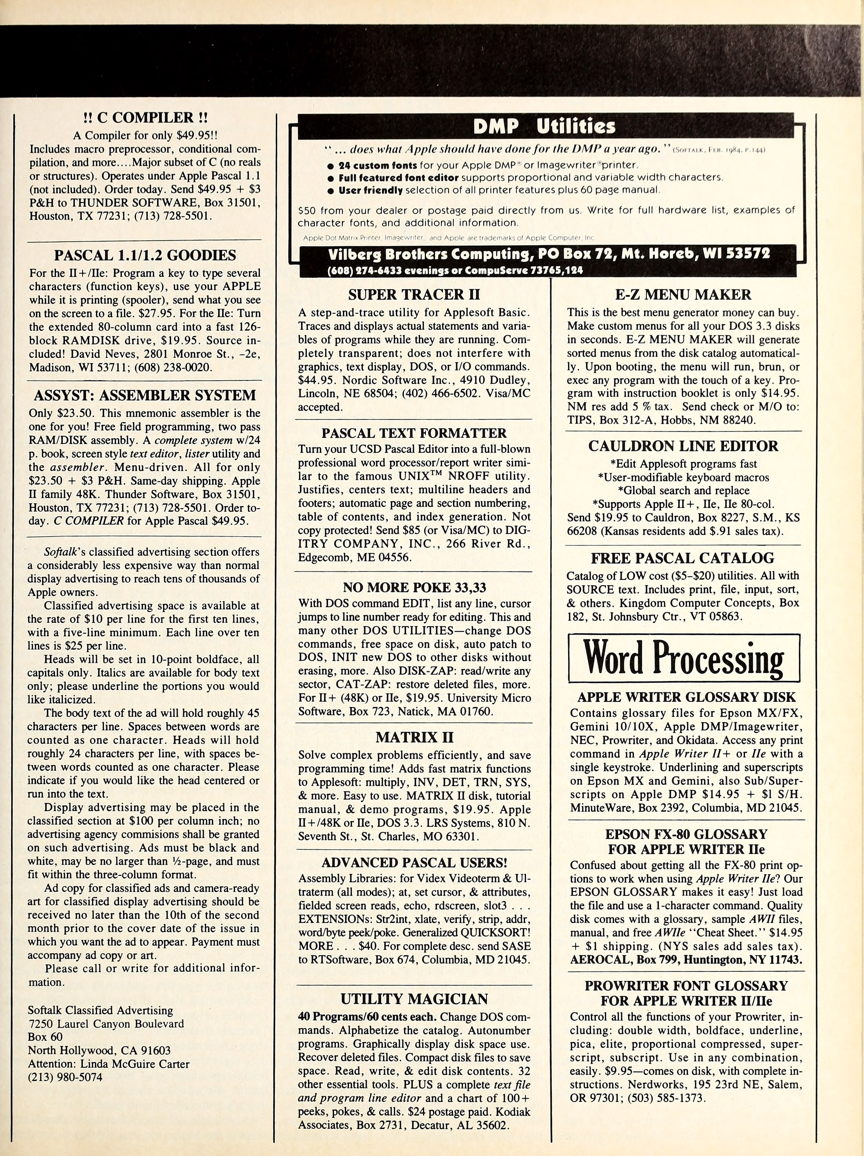 !! C COMPILER !!
A Compiler for only $49.95!!
Includes macro preprocessor, conditional com-
pilation, and more....Major subset of C (no reals
or structures). Operates under Apple Pascal 1.1
(not included). Order today. Send $49.95 + $3
P&H to THUNDER SOFTWARE, Box 31501,
Houston, TX 77231; (713) 728-5501.
PASCAL 1.1/1.2 GOODIES
For the II+/IIe: Program a key to type several
characters (function keys), use your APPLE
while it is printing (spooler), send what you see
on the screen to a file. $27.95. For the IIe: Turn
the extended 80-column card into a fast 126-
block RAMDISK drive, $19.95. Source in-
cluded! David Neves, 2801 Monroe St., -2e,
Madison, WI 53711; (608) 238-0020.
ASSYST: ASSEMBLER SYSTEM
Only $23.50. This mnemonic assembler is the
one for you! Free field programming, two pass
RAM/DISK assembly. A complete system w/24
p. book, screen style text editor, lister utility and
the assembler. Menu-driven. All for only
$23.50 + $3 P&H. Same-day shipping. Apple
II family 48K. Thunder Software, Box 31501,
Houston, TX 77231; (713) 728-5501. Order to-
day. C COMPILER for Apple Pascal $49.95.
Softalk's classified advertising section offers
a considerably less expensive way than normal
display advertising to reach tens of thousands of
Apple owners.
Classified advertising space is available at
the rate of $10 per line for the first ten lines,
with a five-line minimum. Each line over ten
lines is $25 per line.
Heads will be set in 10-point boldface, all
capitals only. Italics are available for body text
only; please underline the portions you would
like italicized.
The body text of the ad will hold roughly 45
characters per line. Spaces between words are
counted as one character. Heads will hold
roughly 24 characters per line, with spaces be-
tween words counted as one character. Please
indicate if you would like the head centered or
run into the text.
Display advertising may be placed in the
classified section at $100 per column inch; no
advertising agency commisions shall be granted
on such advertising. Ads must be black and
white, may be no larger than ½-page, and must
fit within the three-column format.
Ad copy for classified ads and camera-ready
art for classified display advertising should be
received no later than the 10th of the second
month prior to the cover date of the issue in
which you want the ad to appear. Payment must
accompany ad copy or art.
Please call or write for additional infor-
mation.
Softalk Classified Advertising
7250 Laurel Canyon Boulevard
Box 60
North Hollywood, CA 91603
Attention: Linda McGuire Carter
(213) 980-5074
DMP Utilities
"... does what Apple should have done for the DMP a year ago." (SOFTALK, FEB. 1984, P.144)
● 24 custom fonts for your Apple DMP® or Imagewriter® printer.
● Full featured font editor supports proportional and variable width characters.
● User friendly selection of all printer features plus 60 page manual.
$50 from your dealer or postage paid directly from us. Write for full hardware list, examples of
character fonts, and additional information.
Apple Dot Matrix Printer, Imagewriter, and Apple are trademarks of Apple Computer, Inc.
Vilberg Brothers Computing, PO Box 72, Mt. Horeb, WI 53572
(608) 274-6433 evenings or CompuServe 73765,124
SUPER TRACER II
A step-and-trace utility for Applesoft Basic.
Traces and displays actual statements and varia-
bles of programs while they are running. Com-
pletely transparent; does not interfere with
graphics, text display, DOS, or I/O commands.
$44.95. Nordic Software Inc., 4910 Dudley,
Lincoln, NE 68504; (402) 466-6502. Visa/MC
accepted.
PASCAL TEXT FORMATTER
Turn your UCSD Pascal Editor into a full-blown
professional word processor/report writer simi-
lar to the famous UNIX™ NROFF utility.
Justifies, centers text; multiline headers and
footers; automatic page and section numbering,
table of contents, and index generation. Not
copy protected! Send $85 (or Visa/MC) to DIG-
ITRY COMPANY, INC., 266 River Rd.,
Edgecomb, ME 04556.
NO MORE POKE 33,33
With DOS command EDIT, list any line, cursor
jumps to line number ready for editing. This and
many other DOS UTILITIES—change DOS
commands, free space on disk, auto patch to
DOS, INIT new DOS to other disks without
erasing, more. Also DISK-ZAP: read/write any
sector, CAT-ZAP: restore deleted files, more.
For II+ (48K) or IIe, $19.95. University Micro
Software, Box 723, Natick, MA 01760.
MATRIX II
Solve complex problems efficiently, and save
programming time! Adds fast matrix functions
to Applesoft: multiply, INV, DET, TRN, SYS,
& more. Easy to use. MATRIX II disk, tutorial
manual, & demo programs, $19.95. Apple
II+/48K or IIe, DOS 3.3. LRS Systems, 810 N.
Seventh St., St. Charles, MO 63301.
ADVANCED PASCAL USERS!
Assembly Libraries: for Videx Videoterm & Ul-
traterm (all modes); at, set cursor, & attributes,
fielded screen reads, echo, rdscreen, slot3 . . .
EXTENSIONs: Str2int, xlate, verify, strip, addr,
word/byte peek/poke. Generalized QUICKSORT!
MORE . . . $40. For complete desc. send SASE
to RTSoftware, Box 674, Columbia, MD 21045.
UTILITY MAGICIAN
40 Programs/60 cents each. Change DOS com-
mands. Alphabetize the catalog. Autonumber
programs. Graphically display disk space use.
Recover deleted files. Compact disk files to save
space. Read, write, & edit disk contents. 32
other essential tools. PLUS a complete text file
and program line editor and a chart of 100+
peeks, pokes, & calls. $24 postage paid. Kodiak
Associates, Box 2731, Decatur, AL 35602.
E-Z MENU MAKER
This is the best menu generator money can buy.
Make custom menus for all your DOS 3.3 disks
in seconds. E-Z MENU MAKER will generate
sorted menus from the disk catalog automatical-
ly. Upon booting, the menu will run, brun, or
exec any program with the touch of a key. Pro-
gram with instruction booklet is only $14.95.
NM res add 5 % tax. Send check or M/O to:
TIPS, Box 312-A, Hobbs, NM 88240.
CAULDRON LINE EDITOR
*Edit Applesoft programs fast
*User-modifiable keyboard macros
*Global search and replace
*Supports Apple II+, IIe, IIe 80-col.
Send $19.95 to Cauldron, Box 8227, S.M., KS
66208 (Kansas residents add $.91 sales tax).
FREE PASCAL CATALOG
Catalog of LOW cost ($5-$20) utilities. All with
SOURCE text. Includes print, file, input, sort,
& others. Kingdom Computer Concepts, Box
182, St. Johnsbury Ctr., VT 05863.
Word Processing
APPLE WRITER GLOSSARY DISK
Contains glossary files for Epson MX/FX,
Gemini 10/10X, Apple DMP/Imagewriter,
NEC, Prowriter, and Okidata. Access any print
command in Apple Writer II+ or IIe with a
single keystroke. Underlining and superscripts
on Epson MX and Gemini, also Sub/Super-
scripts on Apple DMP $14.95 + $1 S/H.
MinuteWare, Box 2392, Columbia, MD 21045.
EPSON FX-80 GLOSSARY
FOR APPLE WRITER IIe
Confused about getting all the FX-80 print op-
tions to work when using Apple Writer IIe? Our
EPSON GLOSSARY makes it easy! Just load
the file and use a 1-character command. Quality
disk comes with a glossary, sample AWII files,
manual, and free AWIIe "Cheat Sheet." $14.95
+ $1 shipping. (NYS sales add sales tax).
AEROCAL, Box 799, Huntington, NY 11743.
PROWRITER FONT GLOSSARY
FOR APPLE WRITER II/IIe
Control all the functions of your Prowriter, in-
cluding: double width, boldface, underline,
pica, elite, proportional compressed, super-
script, subscript. Use in any combination,
easily. $9.95—comes on disk, with complete in-
structions. Nerdworks, 195 23rd NE, Salem,
OR 97301; (503) 585-1373.